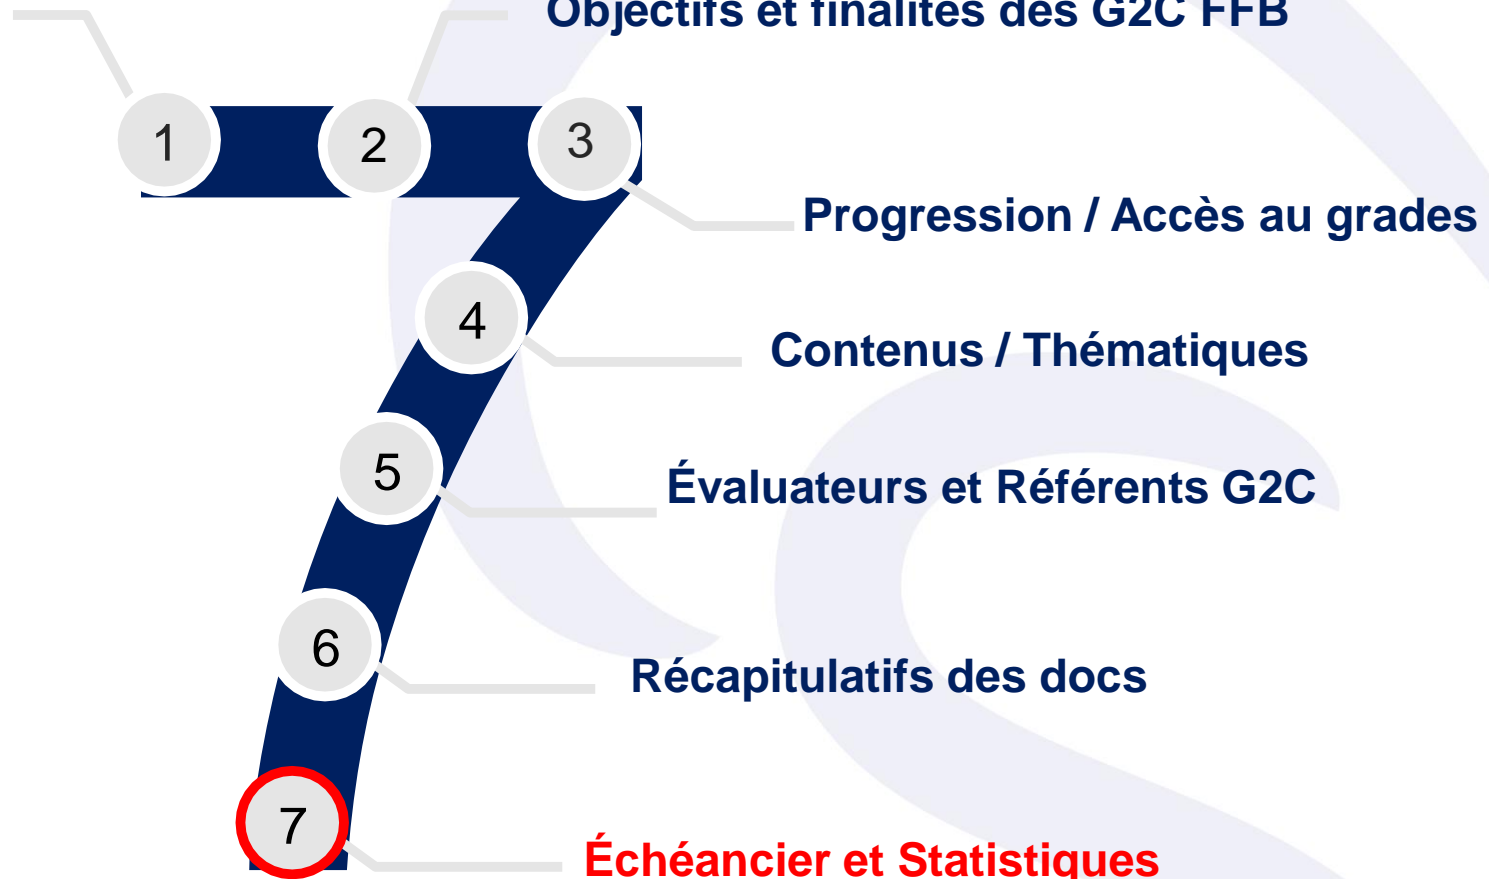 Objectifs et finalités des G2C FFB
1
2
3
Progression / Accès au grades
4
Contenus / Thématiques
5
Évaluateurs et Référents G2C
6
Récapitulatifs des docs
7
Échéancier et Statistiques